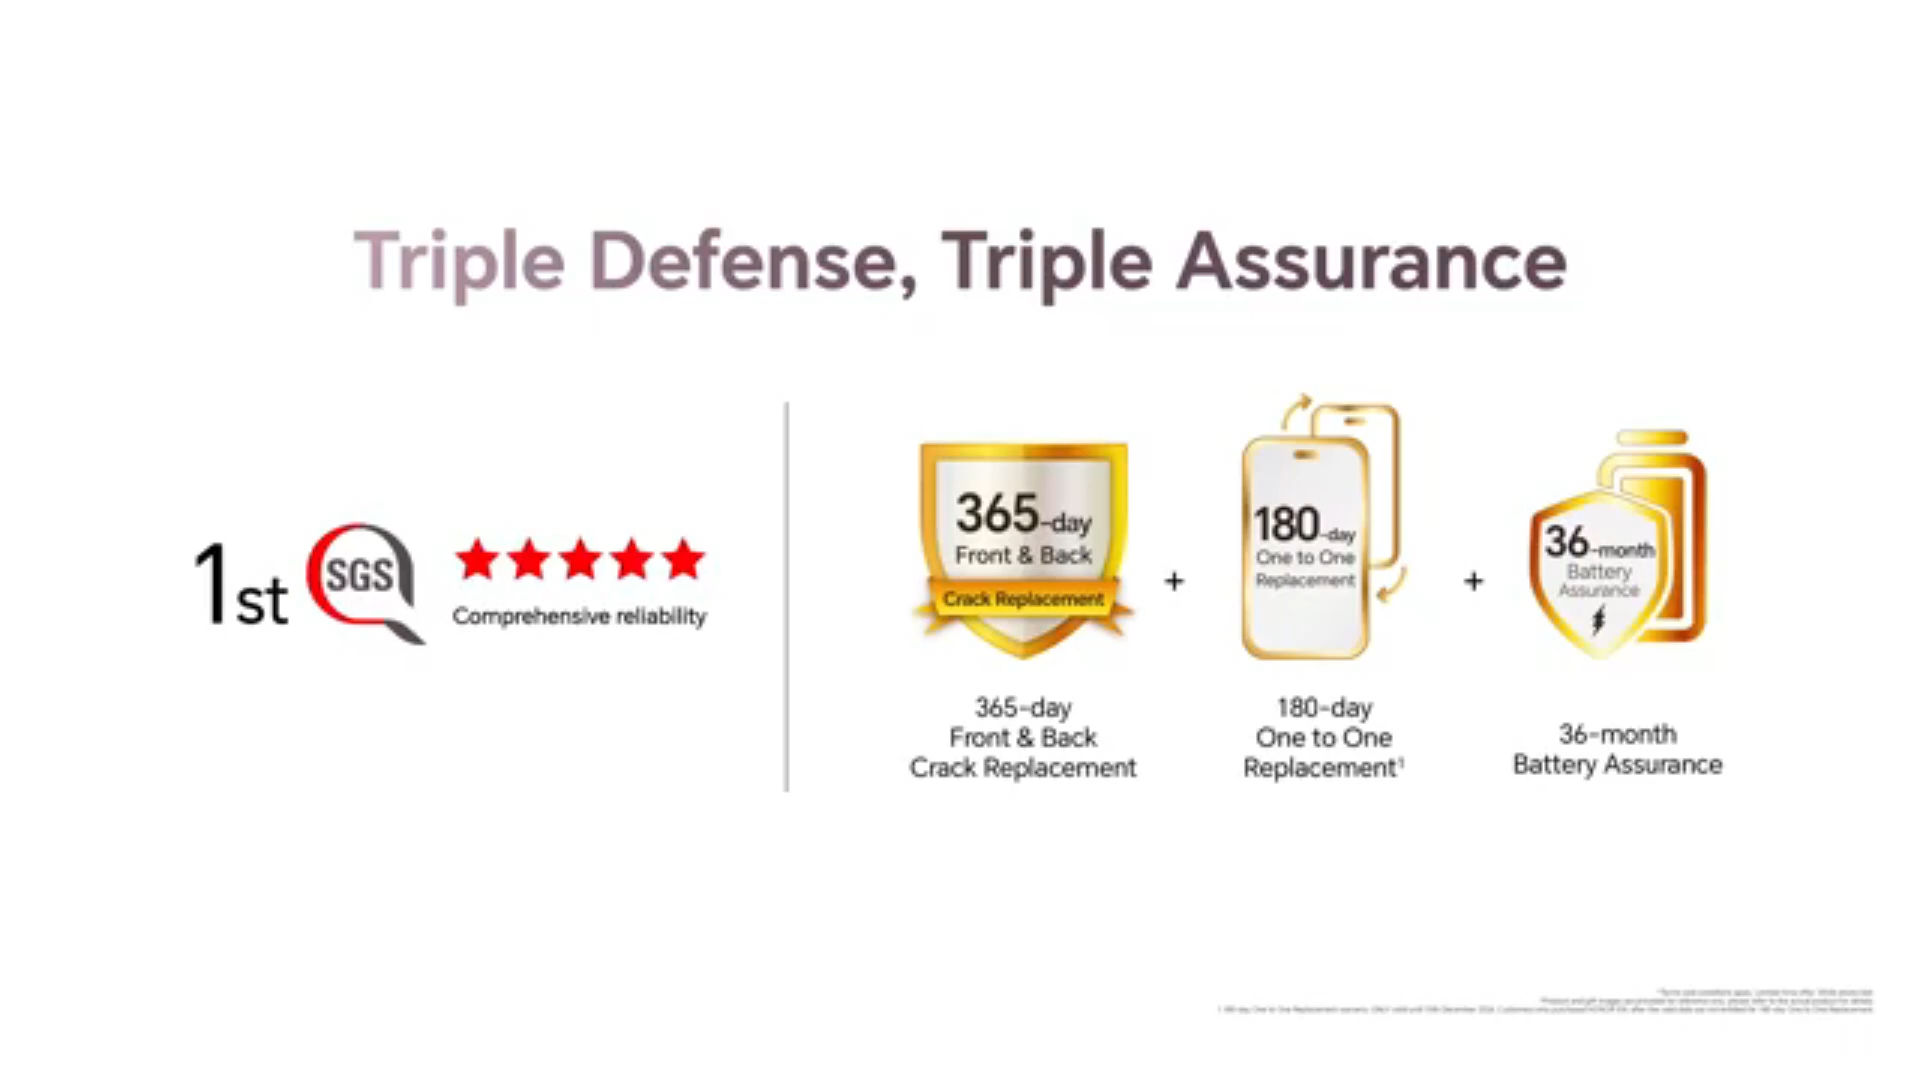 Triple Defense, Triple Assurance
1st
SGS
Comprehensive reliability
365-day
Front & Back
Crack Replacement
+
180-day
One to One
Replacement
+
36-month
Battery
Assurance
365-day
Front & Back
Crack Replacement
180-day
One to One
Replacement¹
36-month
Battery Assurance